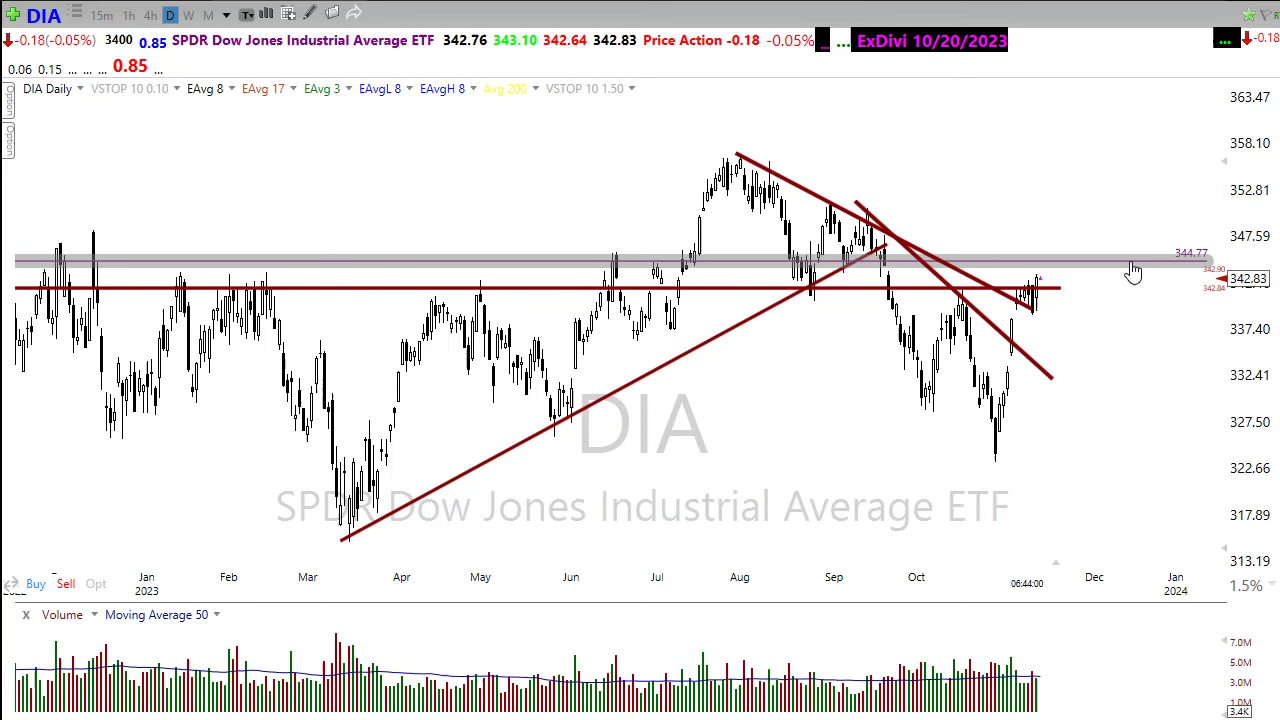 DIA 15m 1h 4h D W M
-0.18(-0.05%) 3400 0.85 SPDR Dow Jones Industrial Average ETF 342.76 343.10 342.64 342.83 Price Action -0.18 -0.05% ... ... ExDivi 10/20/2023 ... -0.18
0.06 0.15 ... ... ... 0.85 ...
DIA Daily VSTOP 10 0.10 EAvg 8 EAvg 17 EAvg 3 EAvgL 8 EAvgH 8 Avg 200 VSTOP 10 1.50
Option
Option
363.47
358.10
352.81
347.59
344.77
342.90
342.83
342.84
337.40
332.41
327.50
322.66
317.89
313.19
DIA
SPDR Dow Jones Industrial Average ETF
Buy Sell Opt
Jan Feb Mar Apr May Jun Jul Aug Sep Oct 06:44:00 Dec Jan
2023 2024
1.5%
X Volume Moving Average 50
7.0M
5.0M
3.0M
1.0M
3.4K